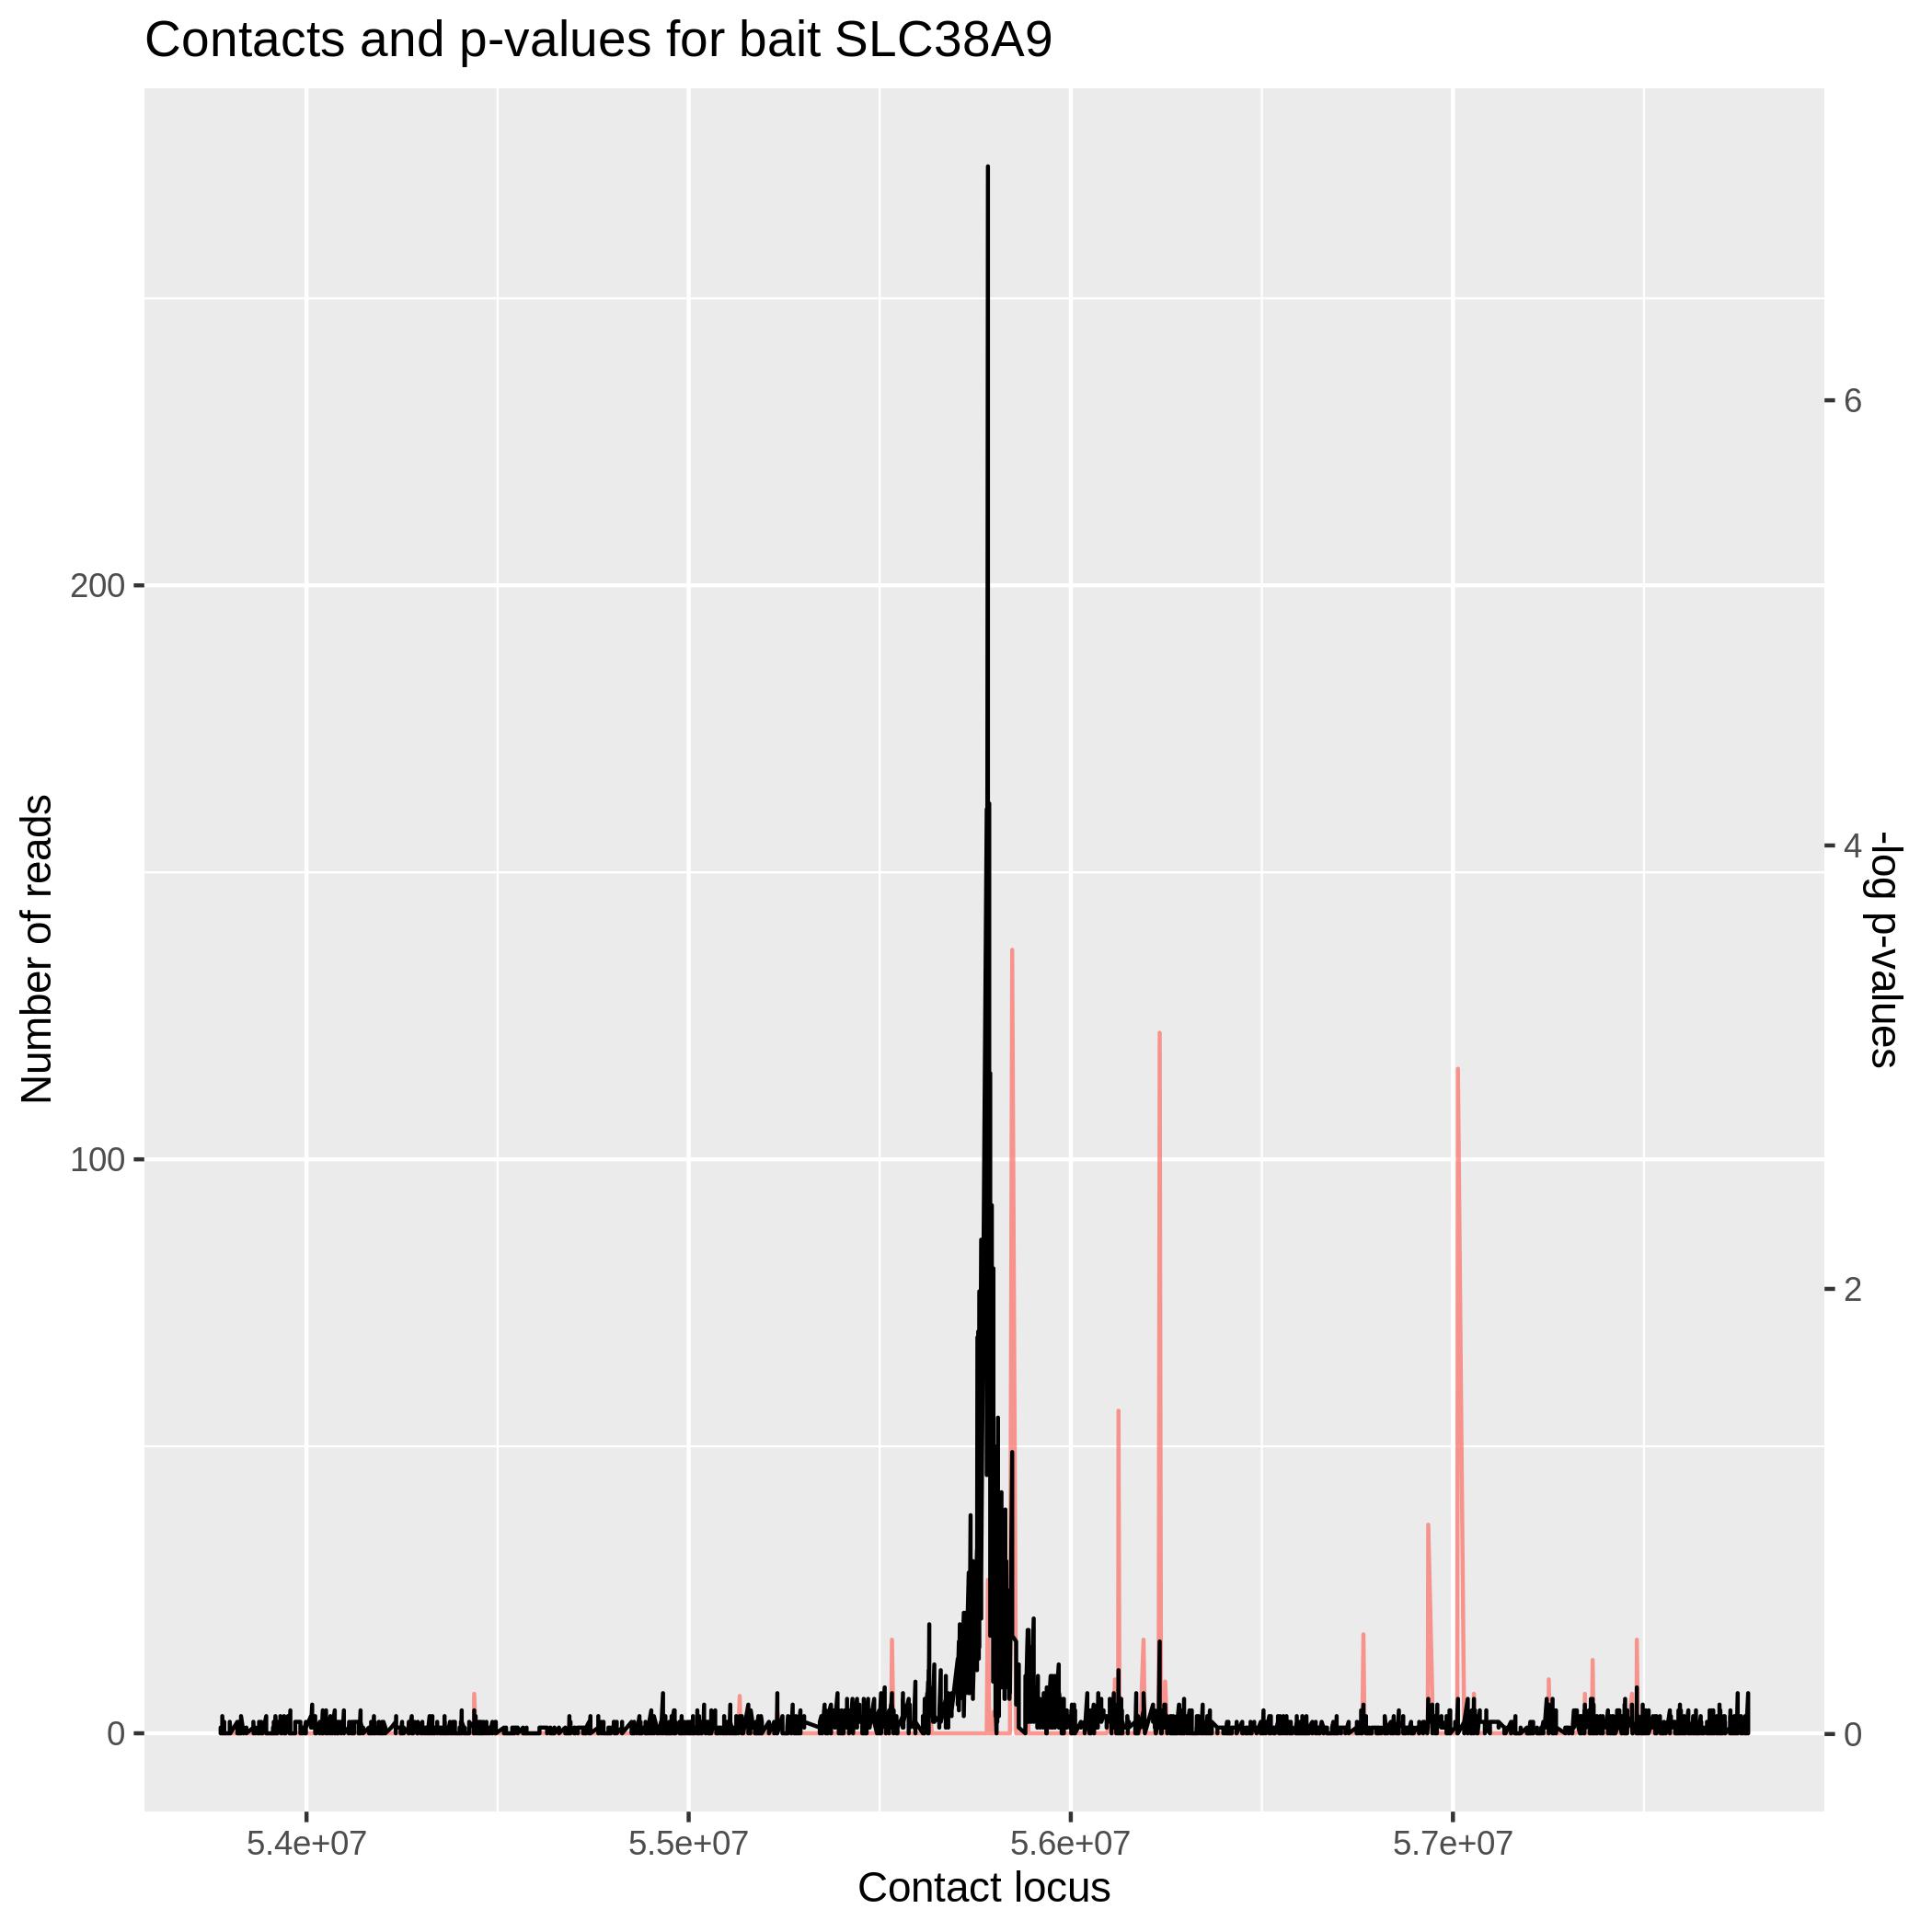 Contacts and p-values for bait SLC38A9
Number of reads
200
100
0
6
4
2
0
-log p-values
5.4e+07
5.5e+07
5.6e+07
5.7e+07
Contact locus